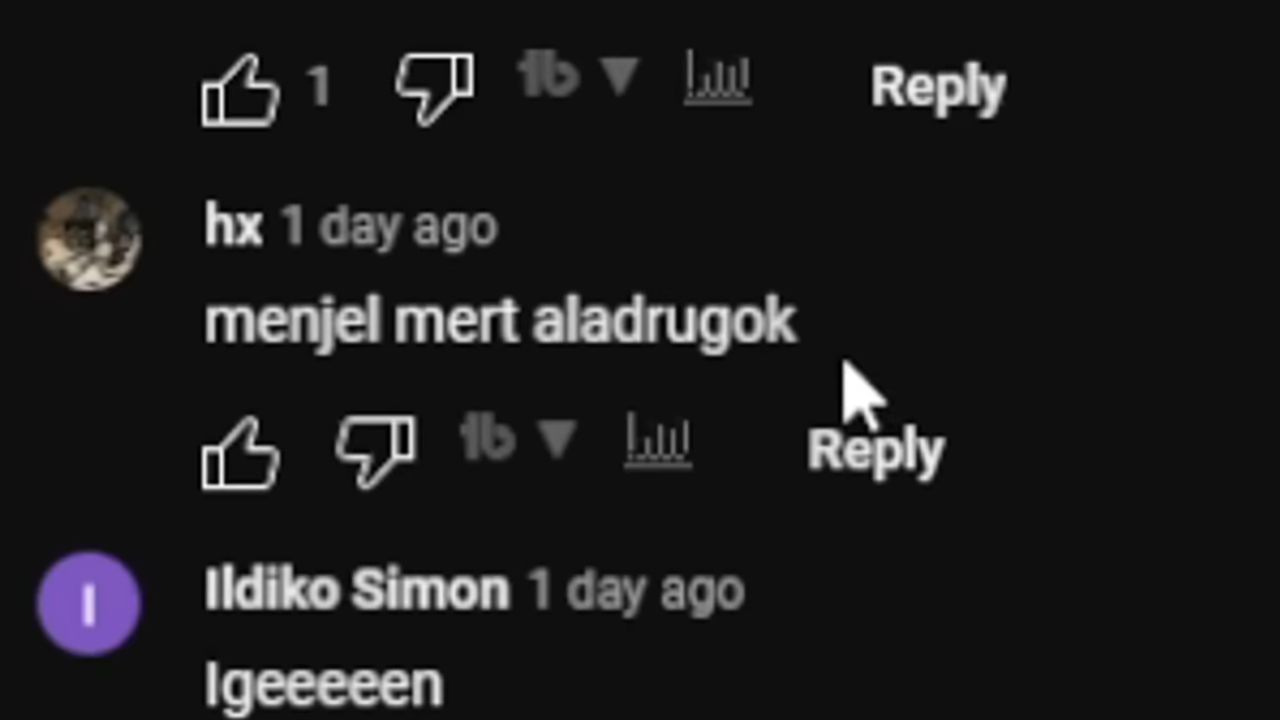 1 Reply
hx 1 day ago
menjel mert aladrugok
Reply
I
Ildiko Simon 1 day ago
Igeeeeen